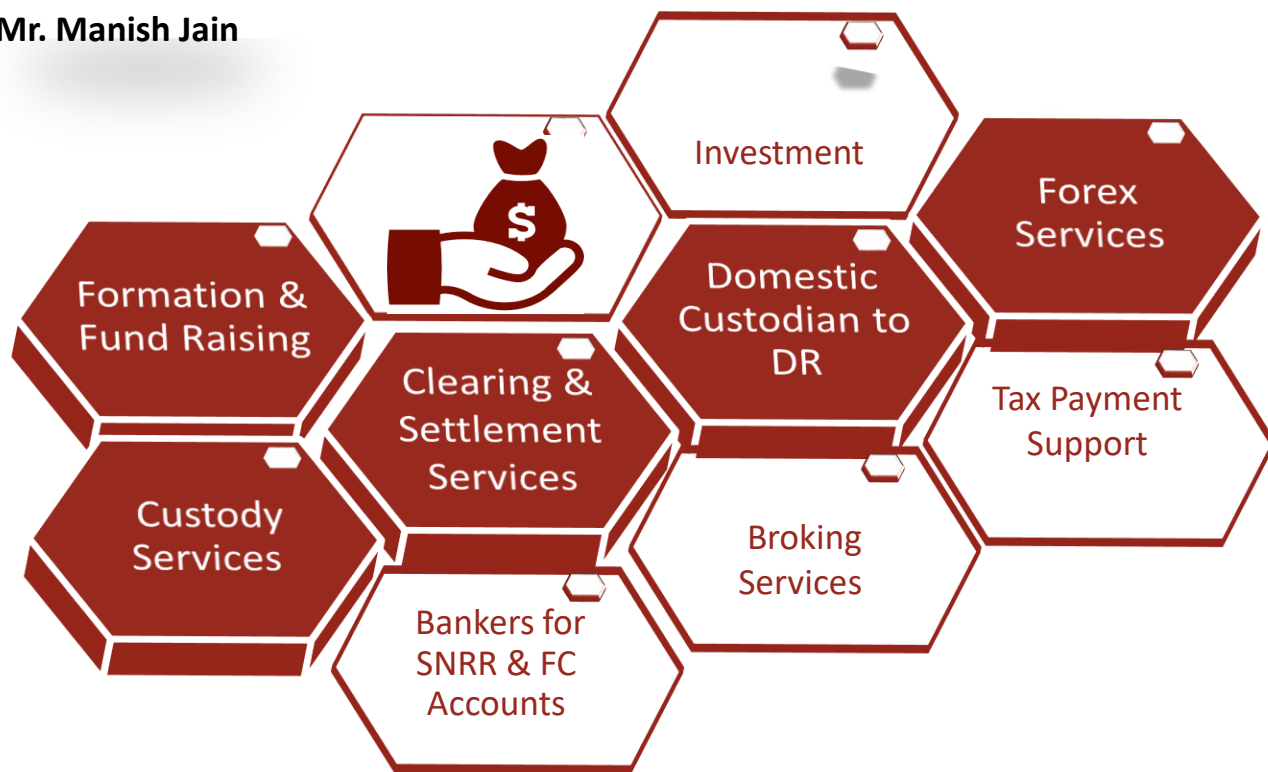 Mr. Manish Jain
Investment
Forex
Services
$
Formation &
Fund Raising
Domestic
Custodian to
DR
Clearing &
Settlement
Services
Tax Payment
Support
Custody
Services
Broking
Services
Bankers for
SNRR & FC
Accounts